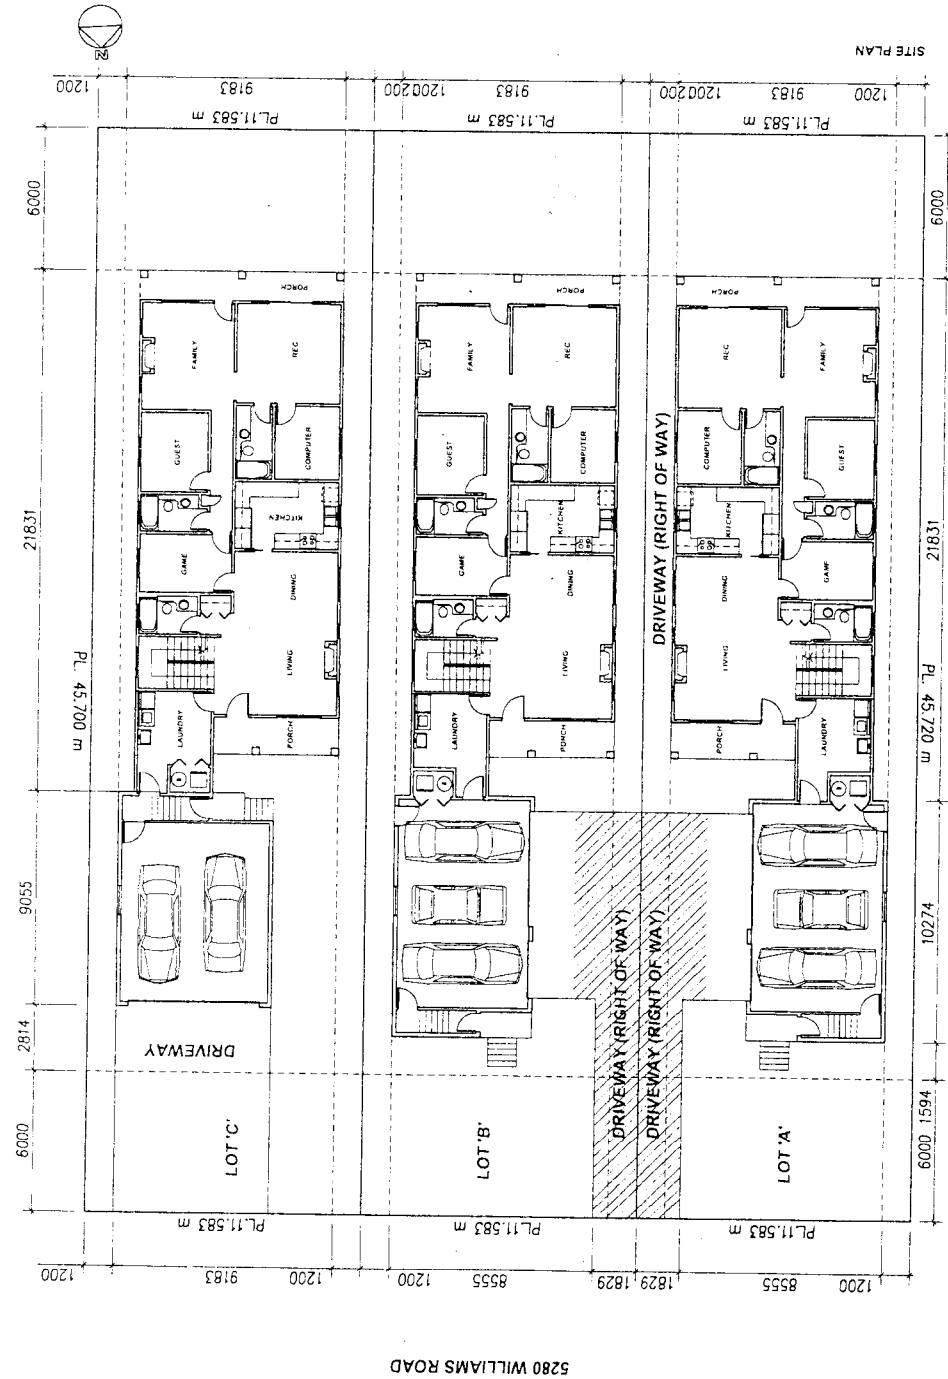 N
SITE PLAN
1200
9183
1200
1200
9183
1200
1200
9183
1200
PL.11.583 m
PL.11.583 m
PL.11.583 m
6000
6000
PORCH
PORCH
PORCH
FAMILY
REC
FAMILY
REC
REC
FAMILY
GUEST
COMPUTER
GUEST
COMPUTER
COMPUTER
GUEST
KITCHEN
KITCHEN
KITCHEN
21831
21831
DRIVEWAY (RIGHT OF WAY)
GAME
DINING
GAME
DINING
DINING
GAME
LIVING
LIVING
LIVING
PL. 45.700 m
PL. 45.720 m
LAUNDRY
PORCH
LAUNDRY
PORCH
PORCH
LAUNDRY
9055
10274
2814
DRIVEWAY
DRIVEWAY (RIGHT OF WAY)
DRIVEWAY (RIGHT OF WAY)
6000
1594
6000
LOT 'C'
LOT 'B'
LOT 'A'
PL.11.583 m
PL.11.583 m
PL.11.583 m
1200
9183
1200
1200
8555
1829
1829
8555
1200
5280 WILLIAMS ROAD